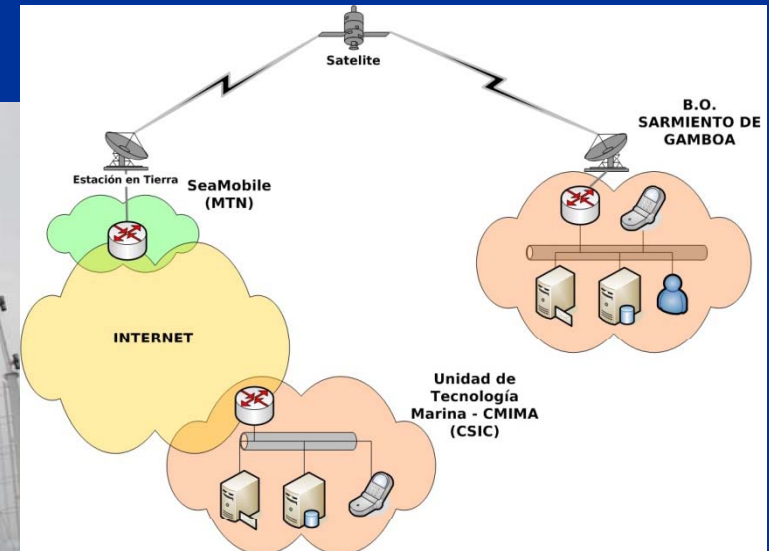 Satelite
B.O.
SARMIENTO DE
GAMBOA
Estación en Tierra
SeaMobile
(MTN)
INTERNET
Unidad de
Tecnología
Marina - CMIMA
(CSIC)